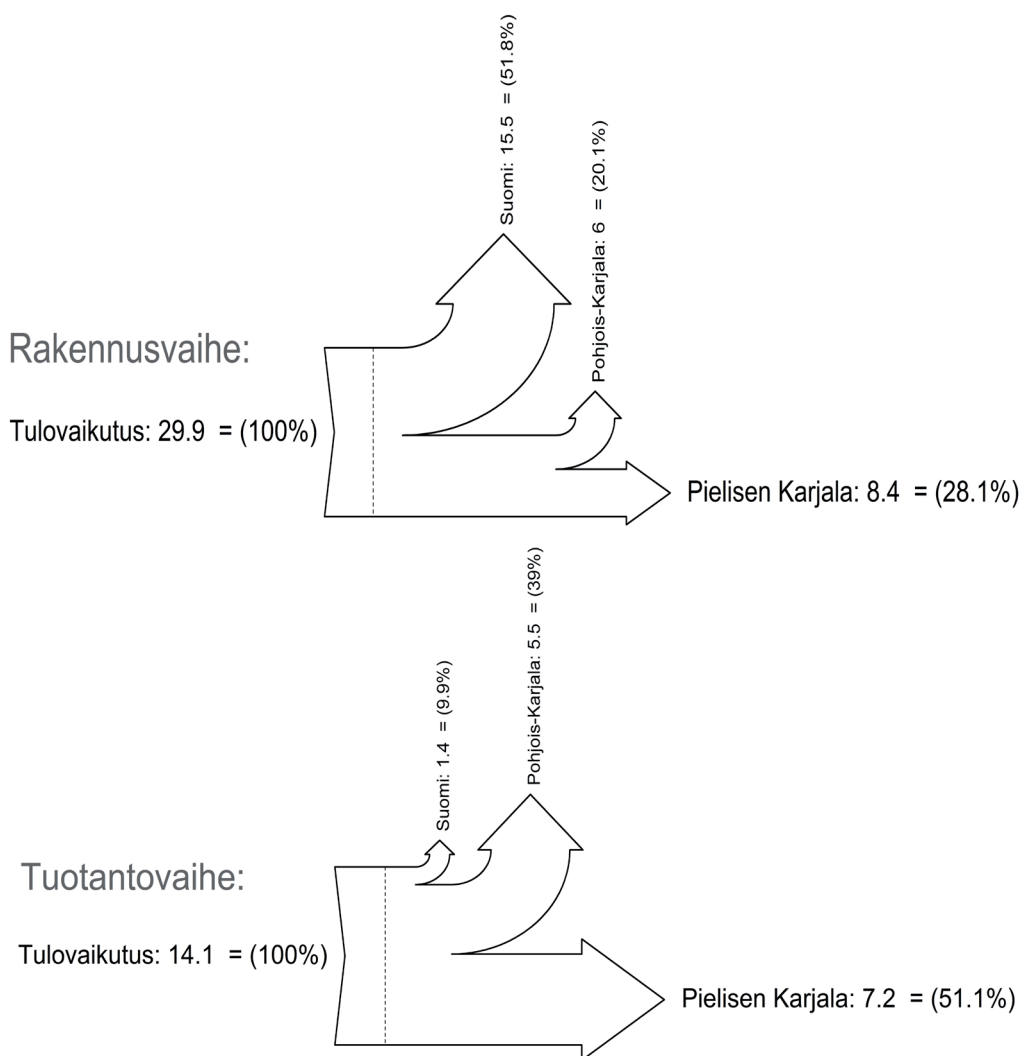 Suomi: 15.5 = (51.8%)
Pohjois-Karjala: 6 = (20.1%)
Rakennusvaihe:
Tulovaikutus: 29.9 = (100%)
Pielisen Karjala: 8.4 = (28.1%)
Suomi: 1.4 = (9.9%)
Pohjois-Karjala: 5.5 = (39%)
Tuotantovaihe:
Tulovaikutus: 14.1 = (100%)
Pielisen Karjala: 7.2 = (51.1%)